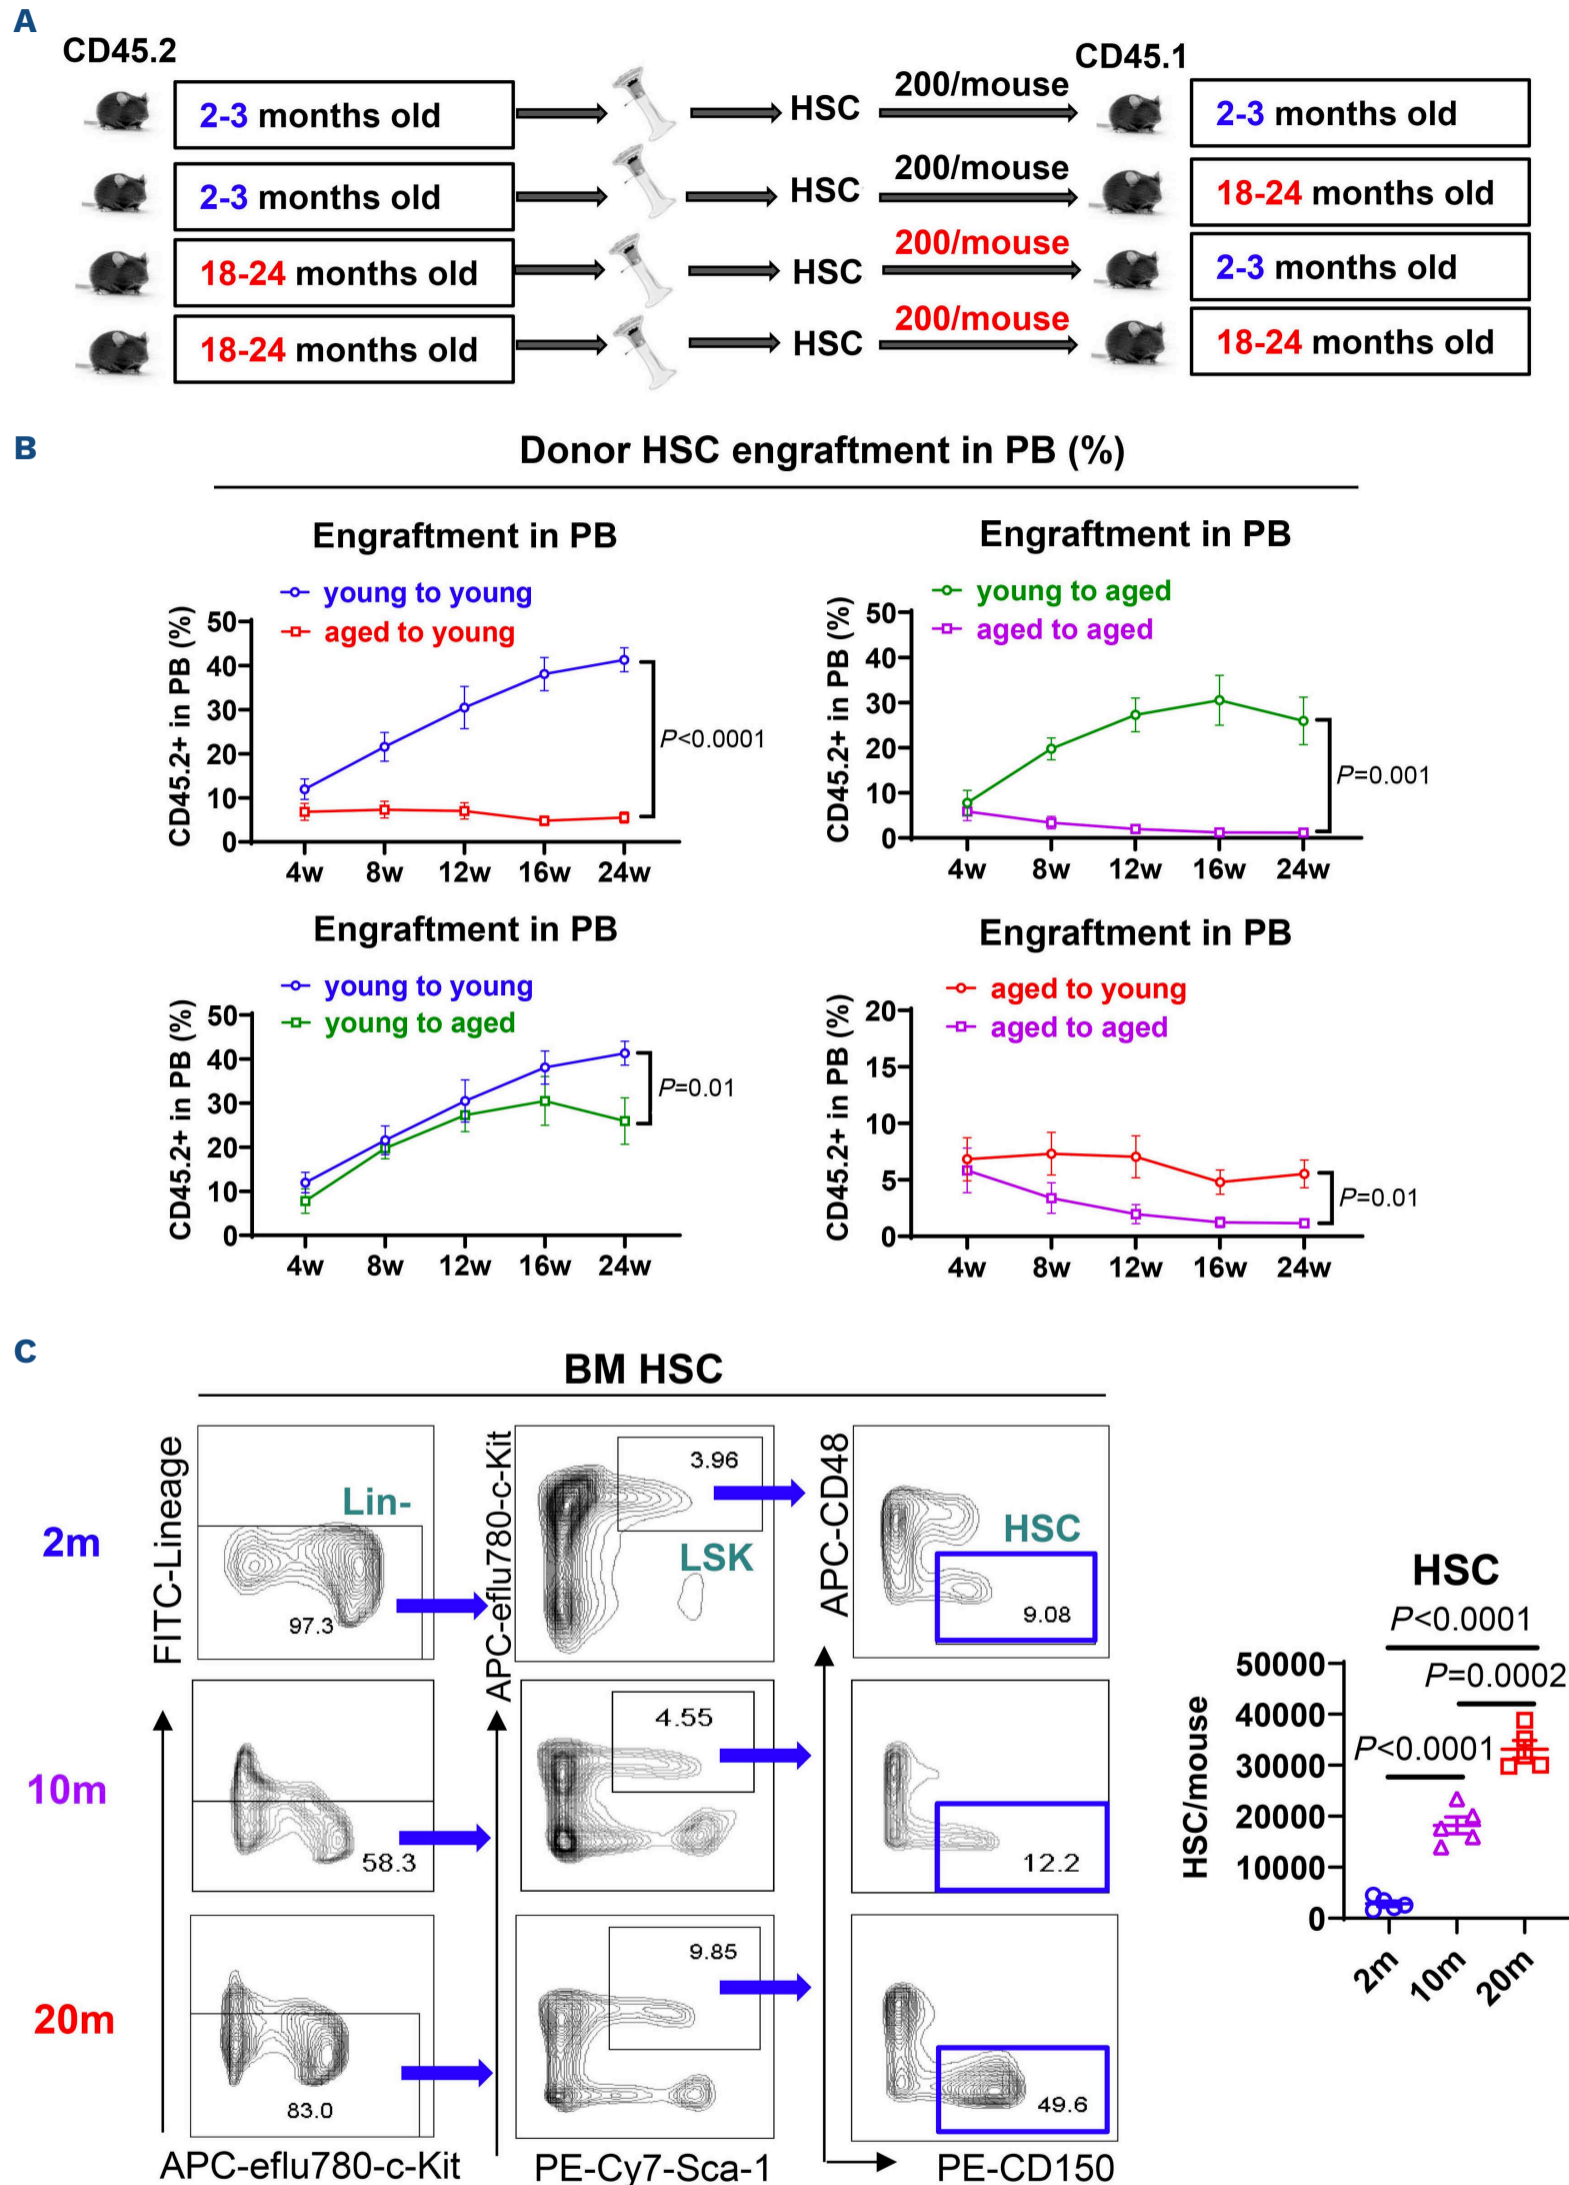 A
CD45.2
CD45.1
2-3 months old
HSC
200/mouse
2-3 months old
2-3 months old
HSC
200/mouse
18-24 months old
18-24 months old
HSC
200/mouse
2-3 months old
18-24 months old
HSC
200/mouse
18-24 months old
B
Donor HSC engraftment in PB (%)
Engraftment in PB
young to young
aged to young
CD45.2+ in PB (%)
50
40
30
20
10
0
4w 8w 12w 16w 24w
P<0.0001
Engraftment in PB
young to aged
aged to aged
CD45.2+ in PB (%)
50
40
30
20
10
0
4w 8w 12w 16w 24w
P=0.001
Engraftment in PB
young to young
young to aged
CD45.2+ in PB (%)
50
40
30
20
10
0
4w 8w 12w 16w 24w
P=0.01
Engraftment in PB
aged to young
aged to aged
CD45.2+ in PB (%)
20
15
10
5
0
4w 8w 12w 16w 24w
P=0.01
C
BM HSC
2m
FITC-Lineage
Lin-
97.3
APC-eflu780-c-Kit
3.96
LSK
APC-CD48
HSC
9.08
10m
58.3
4.55
12.2
20m
83.0
9.85
49.6
APC-eflu780-c-Kit
PE-Cy7-Sca-1
PE-CD150
HSC
P<0.0001
P=0.0002
P<0.0001
HSC/mouse
50000
40000
30000
20000
10000
0
2m 10m 20m